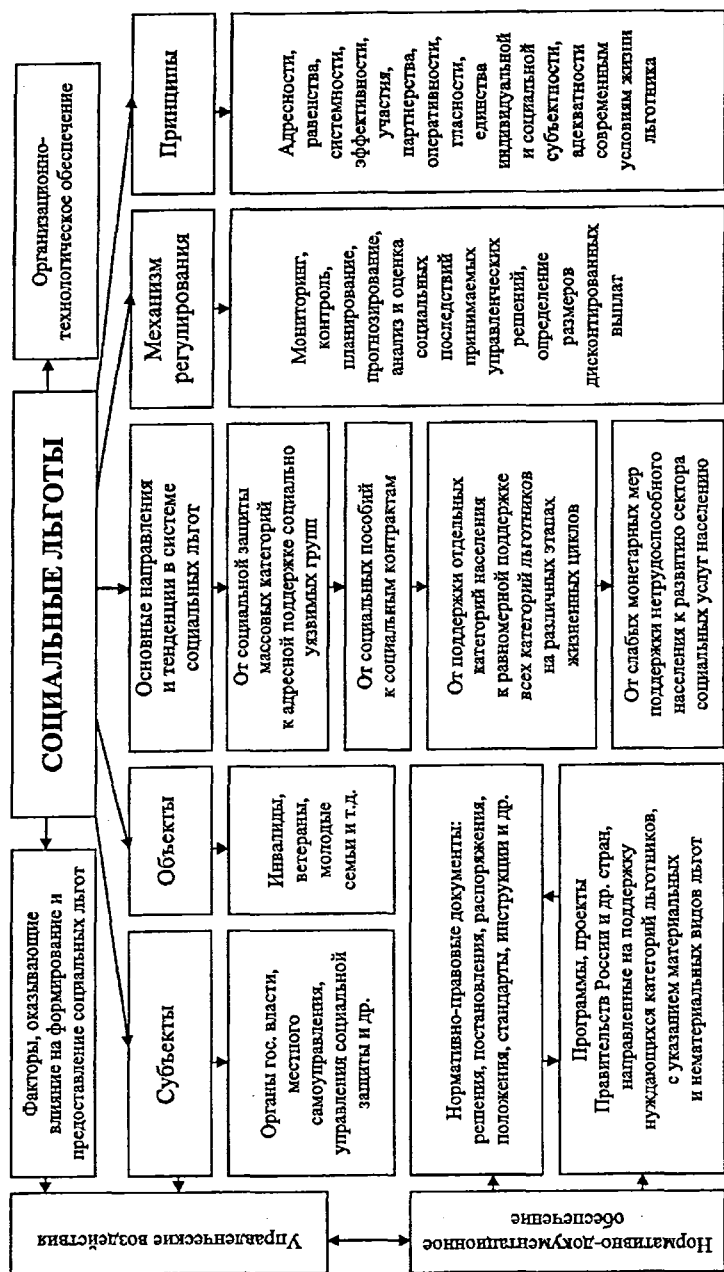 СОЦИАЛЬНЫЕ ЛЬГОТЫ
Факторы, оказывающие
влияние на формирование и
предоставление социальных льгот
Организационно-
технологическое обеспечение
Управленческие воздействия
Субъекты
Объекты
Основные направления
и тенденции в системе
социальных льгот
Механизм
регулирования
Принципы
Органы гос. власти,
местного
самоуправления,
управления социальной
защиты и др.
Инвалиды,
ветераны,
молодые
семьи и т.д.
От социальной защиты
массовых категорий
к адресной поддержке социально
уязвимых групп
От социальных пособий
к социальным контрактам
От поддержки отдельных
категорий населения
к равномерной поддержке
всех категорий льготников
на различных этапах
жизненных циклов
От слабых монетарных мер
поддержки нетрудоспособного
населения к развитию сектора
социальных услуг населению
Мониторинг,
контроль,
планирование,
прогнозирование,
анализ и оценка
социальных
последствий
принимаемых
управленческих
решений,
определение
размеров
дисконтированных
выплат
Адресности,
равенства,
системности,
эффективности,
участия,
партнерства,
оперативности,
гласности,
единства
индивидуальной
и социальной
субъектности,
адекватности
современным
условиям жизни
льготника
Нормативно-документационное
обеспечение
Нормативно-правовые документы:
решения, постановления, распоряжения,
положения, стандарты, инструкции и др.
Программы, проекты
Правительств России и др. стран,
направленные на поддержку
нуждающихся категорий льготников,
с указанием материальных
и нематериальных видов льгот